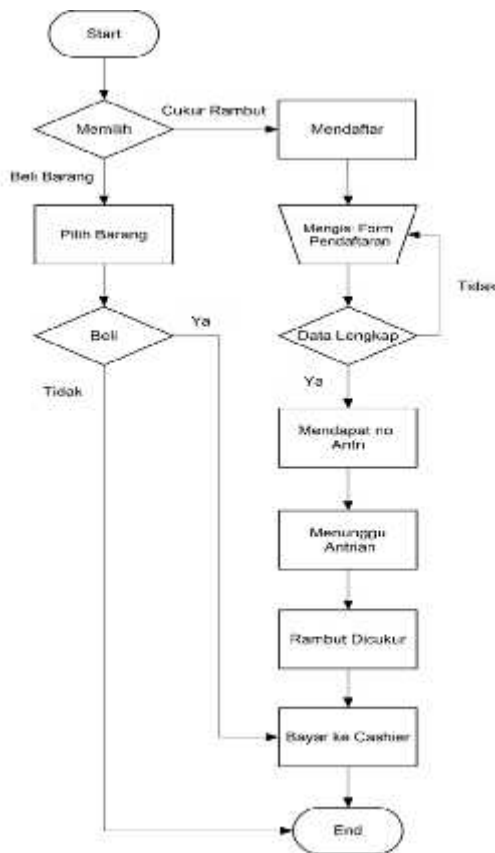 Start
Cukur Rambut
Memilih
Mendaftar
Beli Barang
Pilih Barang
Mengisi Form
Pendaftaran
Tidak
Beli
Ya
Data Lengkap
Tidak
Ya
Mendapat no
Antri
Menunggu
Antrian
Rambut Dicukur
Bayar ke Cashier
End